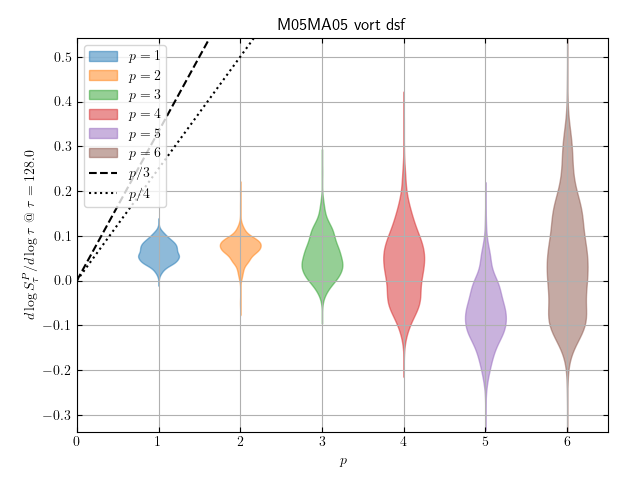 M05MA05 vort dsf
p = 1
p = 2
p = 3
p = 4
p = 5
p = 6
p/3
p/4
d log S_τ^P / d log τ @ τ = 128.0
0.5
0.4
0.3
0.2
0.1
0.0
−0.1
−0.2
−0.3
0 1 2 3 4 5 6
p